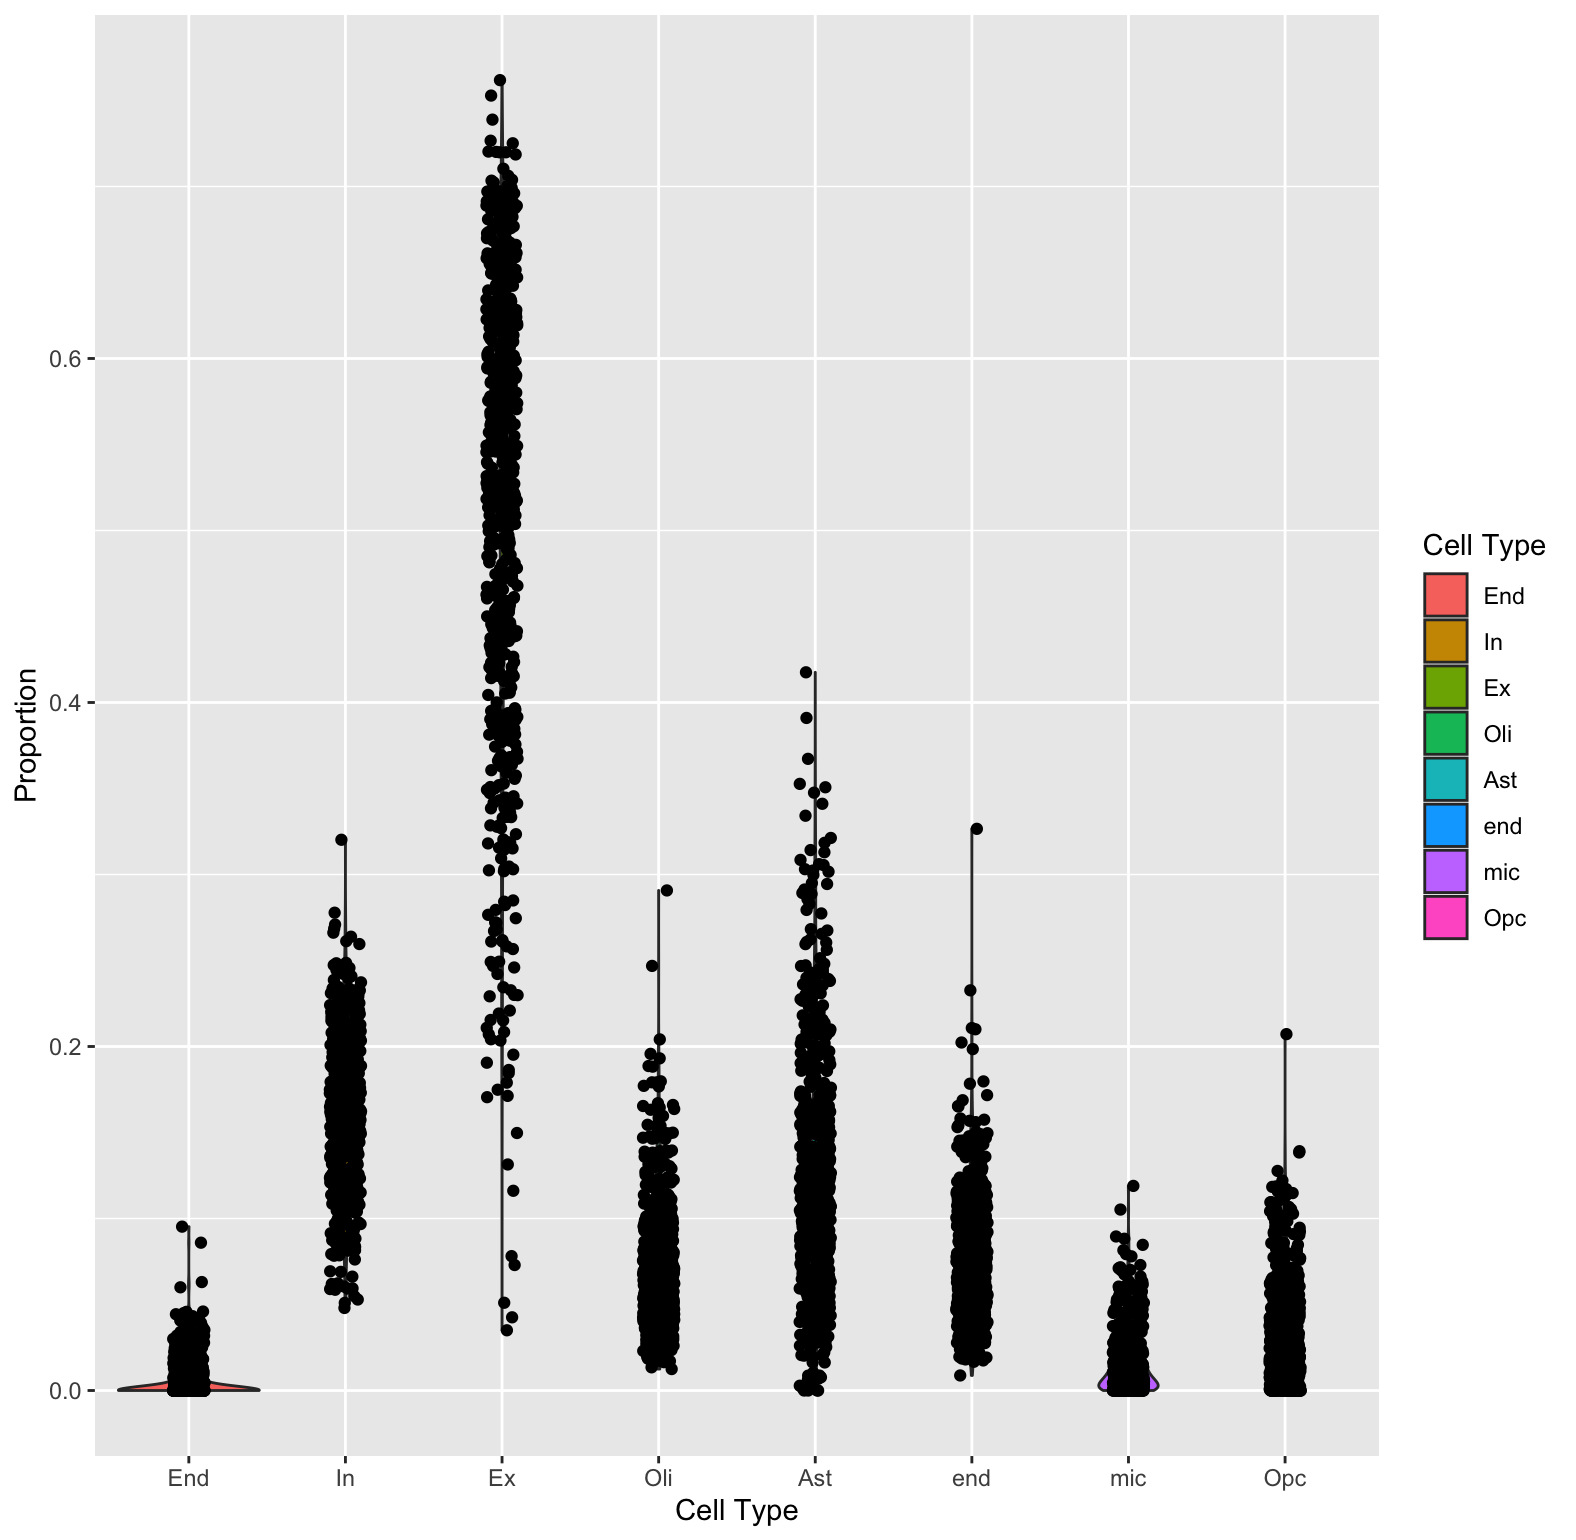 Proportion
0.6
0.4
0.2
0.0
End In Ex Oli Ast end mic Opc
Cell Type
Cell Type
End
In
Ex
Oli
Ast
end
mic
Opc